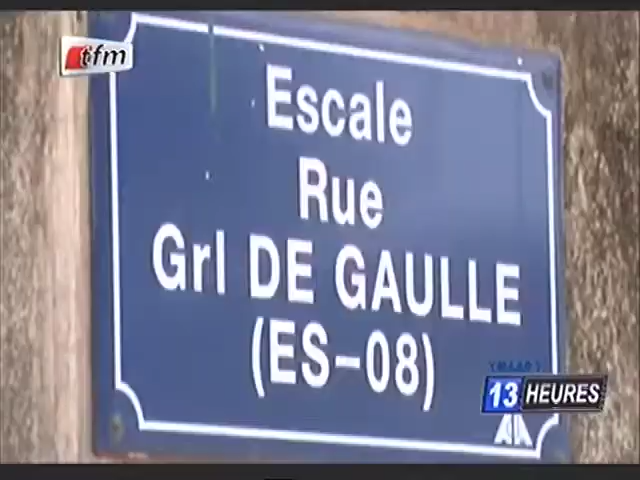 tfm
Escale
Rue
Grl DE GAULLE
(ES-08)
13 HEURES